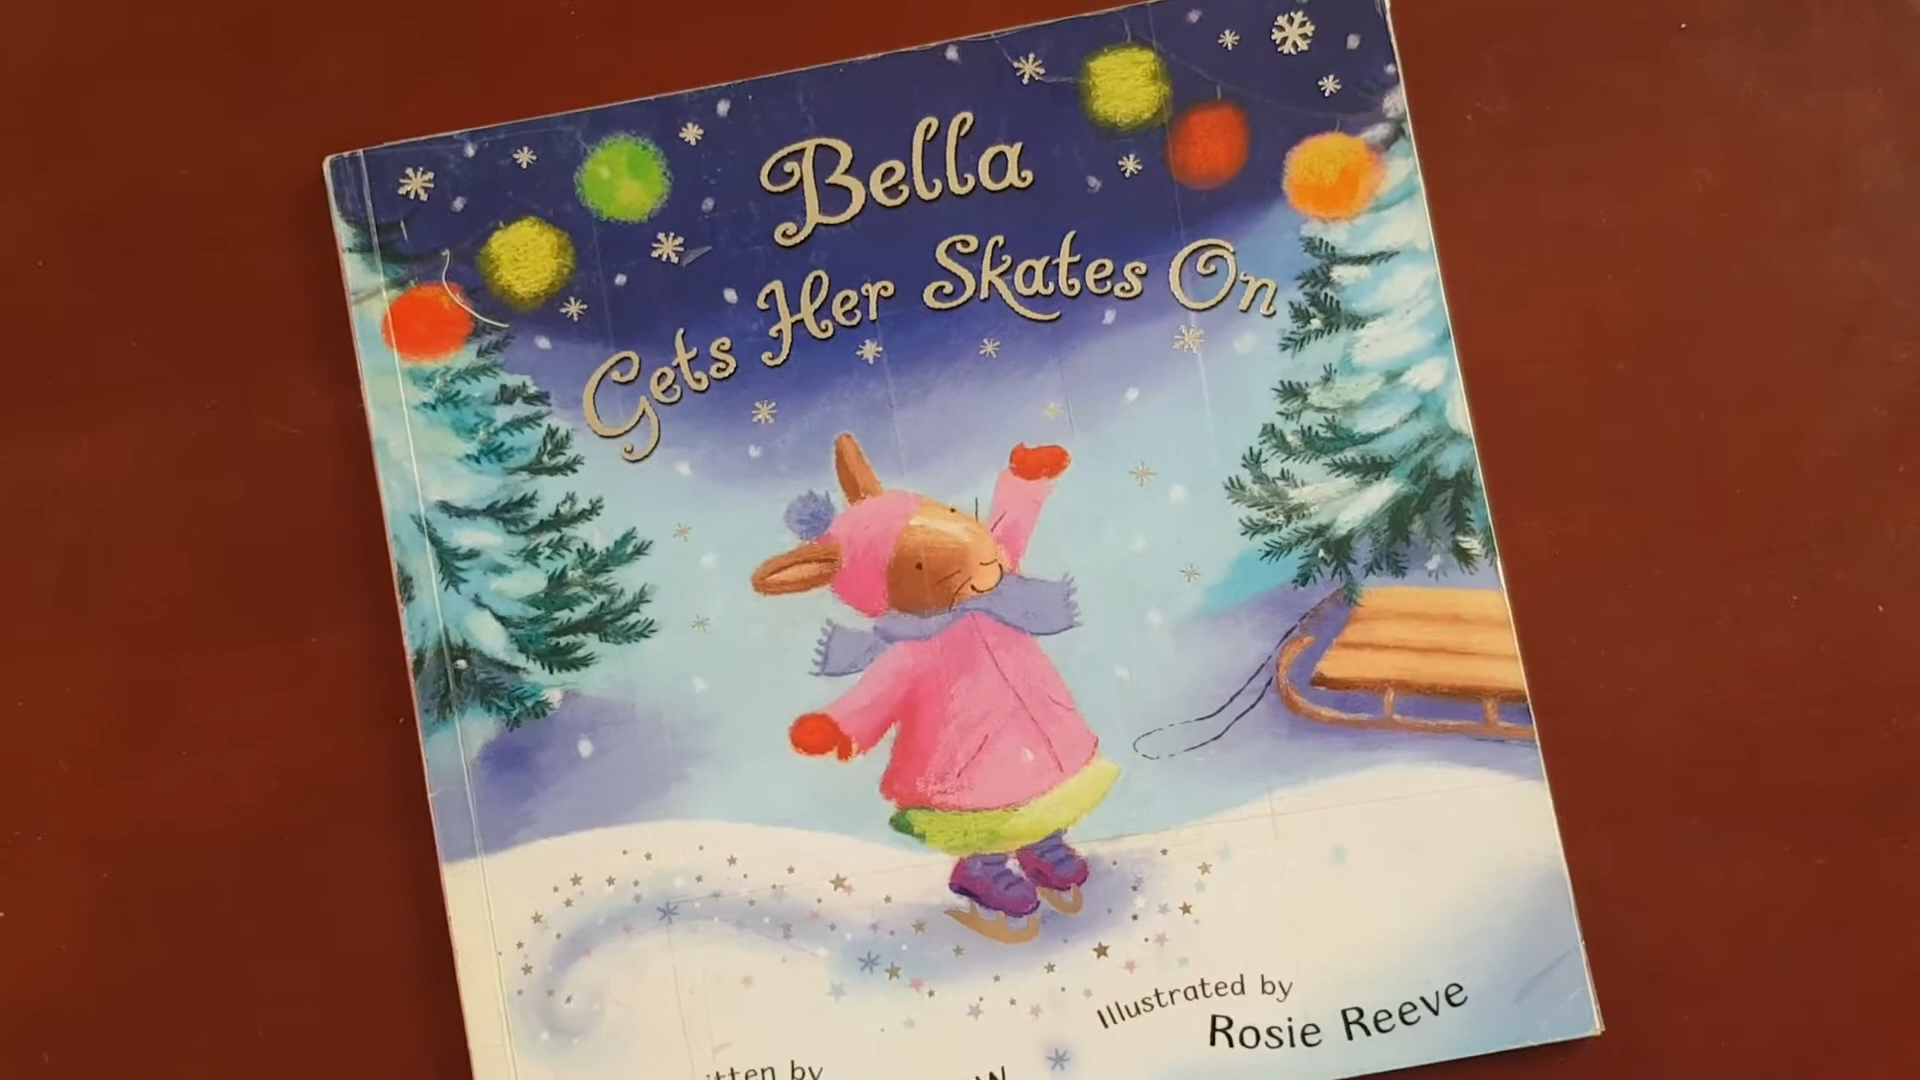 Bella
Gets Her Skates On
Illustrated by
Rosie Reeve
itten by